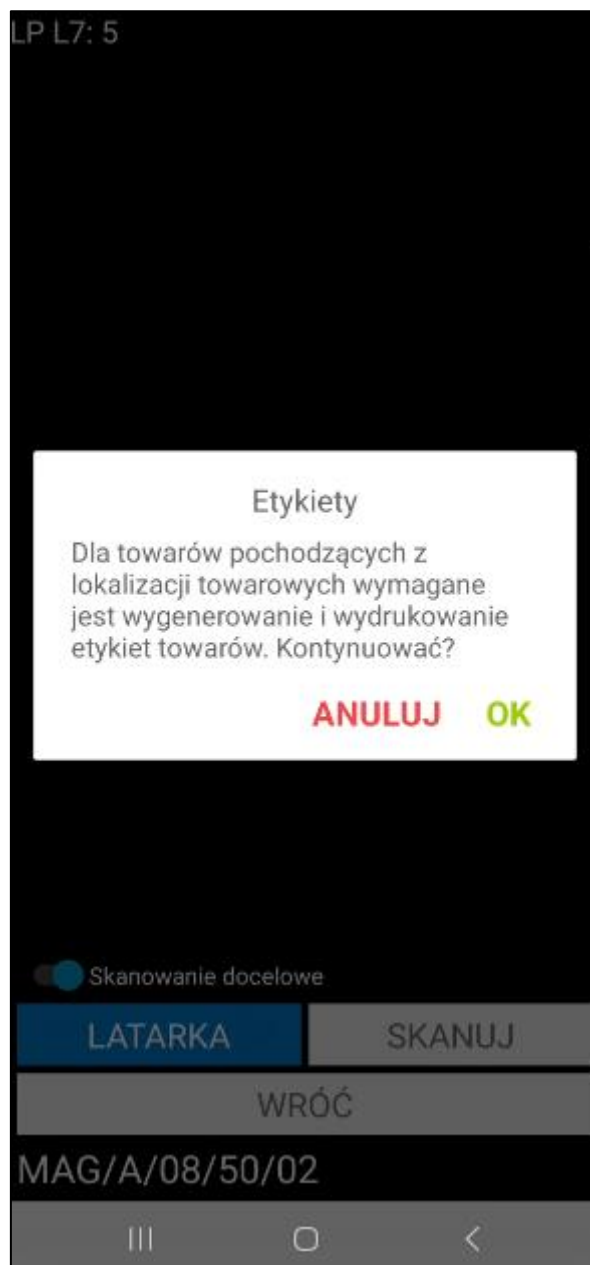 LP L7: 5
Etykiety
Dla towarów pochodzących z
lokalizacji towarowych wymagane
jest wygenerowanie i wydrukowanie
etykiet towarów. Kontynuować?
ANULUJ OK
Skanowanie docelowe
LATARKA SKANUJ
WRÓĆ
MAG/A/08/50/02